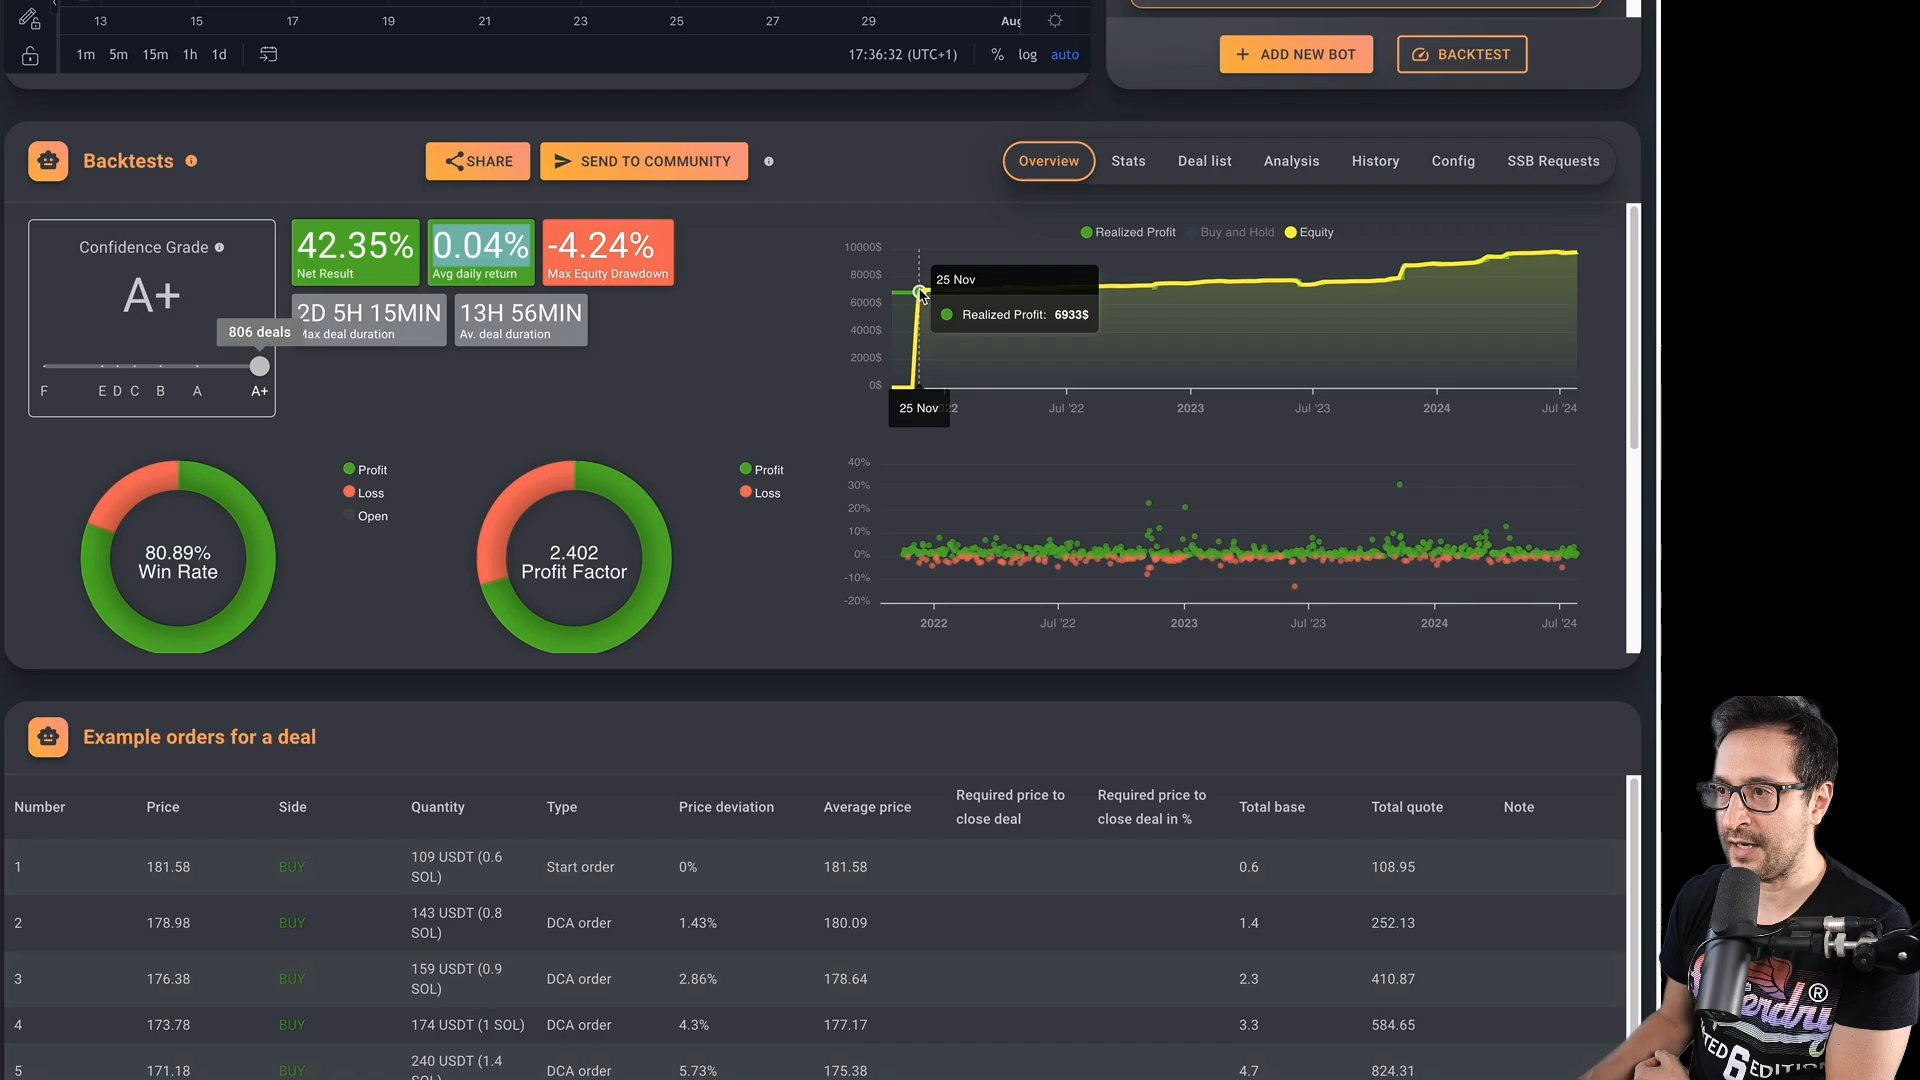 13 15 17 19 21 23 25 27 29 Aug
1m 5m 15m 1h 1d 17:36:32 (UTC+1) % log auto
ADD NEW BOT
BACKTEST
Backtests
SHARE
SEND TO COMMUNITY
Overview Stats Deal list Analysis History Config SSB Requests
Confidence Grade
A+
806 deals
F E D C B A A+
42.35%
Net Result
0.04%
Avg daily return
-4.24%
Max Equity Drawdown
2D 5H 15MIN
Max deal duration
13H 56MIN
Av. deal duration
Realized Profit Buy and Hold Equity
10000$
8000$
6000$
4000$
2000$
0$
25 Nov
Realized Profit: 6933$
25 Nov 22 Jul '22 2023 Jul '23 2024 Jul '24
80.89%
Win Rate
Profit
Loss
Open
2.402
Profit Factor
Profit
Loss
40%
30%
20%
10%
0%
-10%
-20%
2022 Jul '22 2023 Jul '23 2024 Jul '24
Example orders for a deal
Number Price Side Quantity Type Price deviation Average price Required price to close deal Required price to close deal in % Total base Total quote Note
1 181.58 BUY 109 USDT (0.6 SOL) Start order 0% 181.58 0.6 108.95
2 178.98 BUY 143 USDT (0.8 SOL) DCA order 1.43% 180.09 1.4 252.13
3 176.38 BUY 159 USDT (0.9 SOL) DCA order 2.86% 178.64 2.3 410.87
4 173.78 BUY 174 USDT (1 SOL) DCA order 4.3% 177.17 3.3 584.65
5 171.18 BUY 240 USDT (1.4 SOL) DCA order 5.73% 175.38 4.7 824.31
®
6